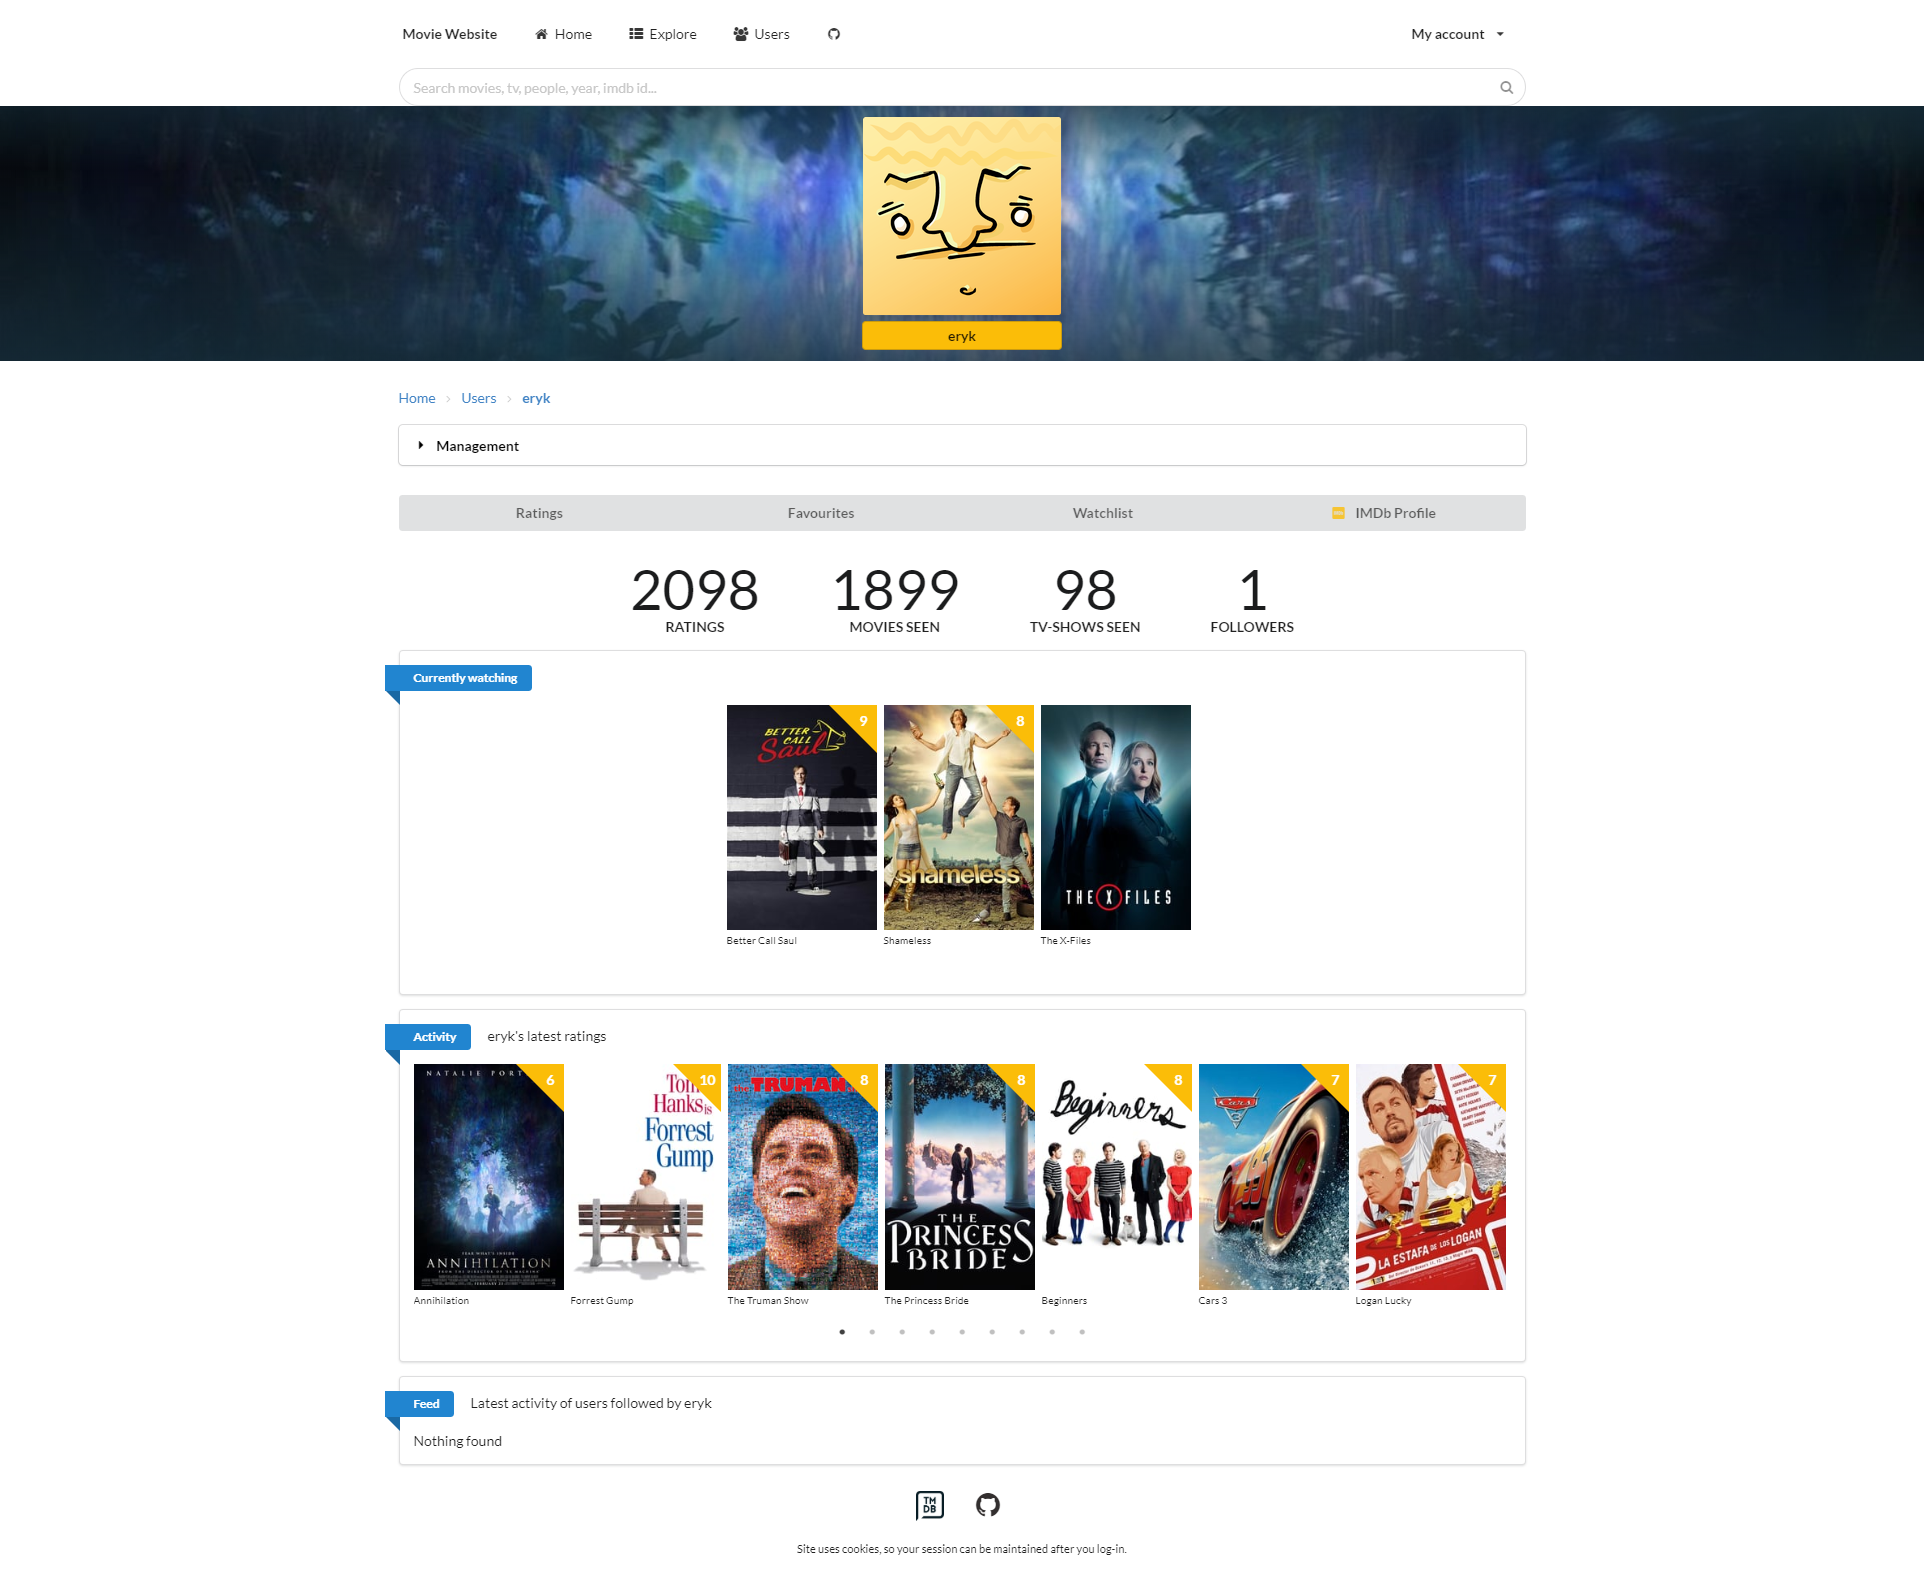 Movie Website Home Explore Users My account
Search movies, tv, people, year, imdb id...
eryk
Home Users eryk
Management
Ratings Favourites Watchlist IMDb Profile
2098 1899 98 1
RATINGS MOVIES SEEN TV-SHOWS SEEN FOLLOWERS
Currently watching
9 8
BETTER CALL Saul
shameless
THE X FILES
Better Call Saul Shameless The X-Files
Activity eryk's latest ratings
6 10 8 8 8 7 7
NATALIE PORT
FEAR WHAT'S INSIDE
ANNIHILATION
Tom
Hanks is
Forrest
Gump
the TRUMAN
THE
PRINCESS
BRIDE
Beginners
Cars
3
95
LA ESTAFA DE LOS LOGAN
Annihilation Forrest Gump The Truman Show The Princess Bride Beginners Cars 3 Logan Lucky
Feed Latest activity of users followed by eryk
Nothing found
TM
DB
Site uses cookies, so your session can be maintained after you log-in.